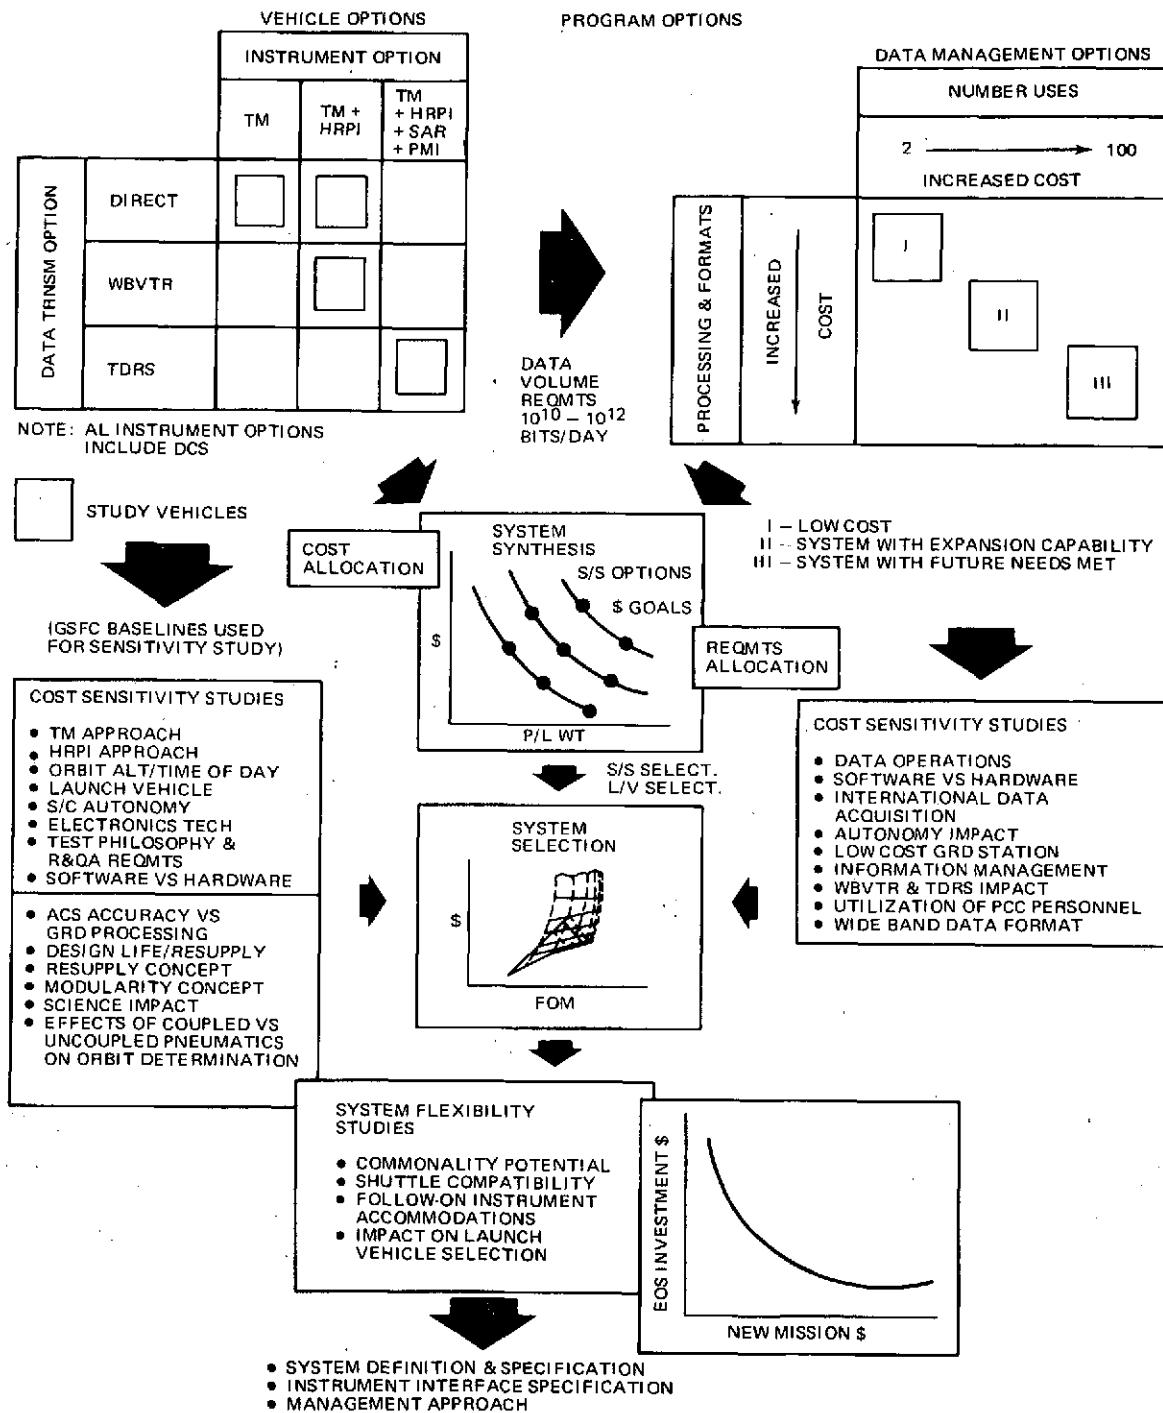 VEHICLE OPTIONS
PROGRAM OPTIONS
INSTRUMENT OPTION
TM
TM +
HRPI
TM
+ HRPI
+ SAR
+ PMI
DATA TRNSM OPTION
DIRECT
WBVTR
TDRS
NOTE: AL INSTRUMENT OPTIONS
INCLUDE DCS
STUDY VEHICLES
DATA
VOLUME
REQMTS
10^10 – 10^12
BITS/DAY
DATA MANAGEMENT OPTIONS
NUMBER USES
2 → 100
INCREASED COST
PROCESSING & FORMATS
INCREASED
COST
I
II
III
I – LOW COST
II – SYSTEM WITH EXPANSION CAPABILITY
III – SYSTEM WITH FUTURE NEEDS MET
COST
ALLOCATION
SYSTEM
SYNTHESIS
S/S OPTIONS
$ GOALS
$
P/L WT
REQMTS
ALLOCATION
(GSFC BASELINES USED
FOR SENSITIVITY STUDY)
COST SENSITIVITY STUDIES
• TM APPROACH
• HRPI APPROACH
• ORBIT ALT/TIME OF DAY
• LAUNCH VEHICLE
• S/C AUTONOMY
• ELECTRONICS TECH
• TEST PHILOSOPHY &
R&QA REQMTS
• SOFTWARE VS HARDWARE
• ACS ACCURACY VS
GRD PROCESSING
• DESIGN LIFE/RESUPPLY
• RESUPPLY CONCEPT
• MODULARITY CONCEPT
• SCIENCE IMPACT
• EFFECTS OF COUPLED VS
UNCOUPLED PNEUMATICS
ON ORBIT DETERMINATION
S/S SELECT.
L/V SELECT.
SYSTEM
SELECTION
$
FOM
COST SENSITIVITY STUDIES
• DATA OPERATIONS
• SOFTWARE VS HARDWARE
• INTERNATIONAL DATA
ACQUISITION
• AUTONOMY IMPACT
• LOW COST GRD STATION
• INFORMATION MANAGEMENT
• WBVTR & TDRS IMPACT
• UTILIZATION OF PCC PERSONNEL
• WIDE BAND DATA FORMAT
SYSTEM FLEXIBILITY
STUDIES
• COMMONALITY POTENTIAL
• SHUTTLE COMPATIBILITY
• FOLLOW-ON INSTRUMENT
ACCOMMODATIONS
• IMPACT ON LAUNCH
VEHICLE SELECTION
EOS INVESTMENT $
NEW MISSION $
• SYSTEM DEFINITION & SPECIFICATION
• INSTRUMENT INTERFACE SPECIFICATION
• MANAGEMENT APPROACH